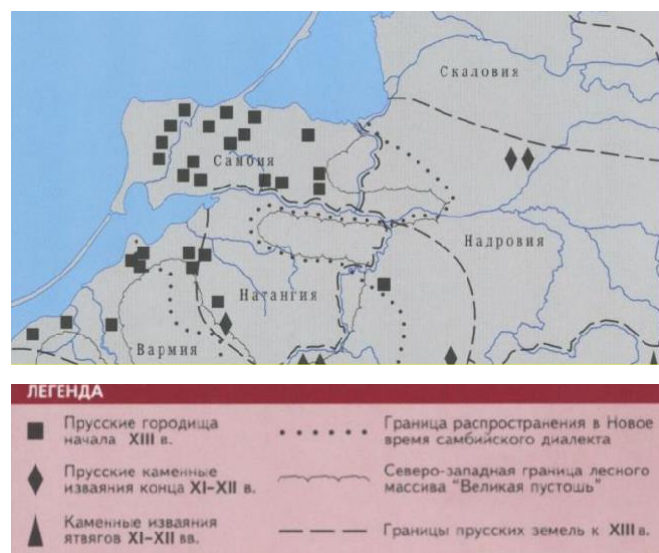 Скаловия
Самбия
Надровия
Натангия
Вармия
ЛЕГЕНДА
Прусские городища
начала XIII в.
Прусские каменные
изваяния конца XI–XII в.
Каменные изваяния
ятвягов XI–XII вв.
Граница распространения в Новое
время самбийского диалекта
Северо-западная граница лесного
массива "Великая пустошь"
Границы прусских земель к XIII в.